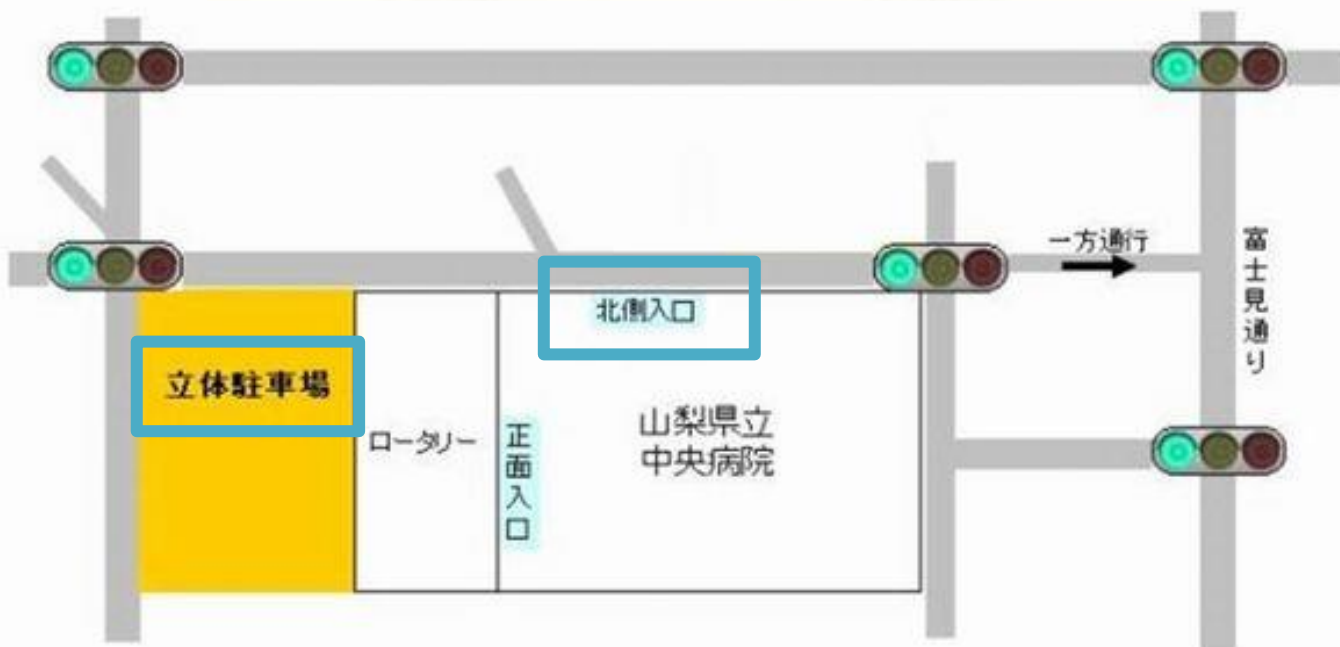 一方通行
富士見通り
北側入口
立体駐車場
ロータリー
正面入口
山梨県立
中央病院